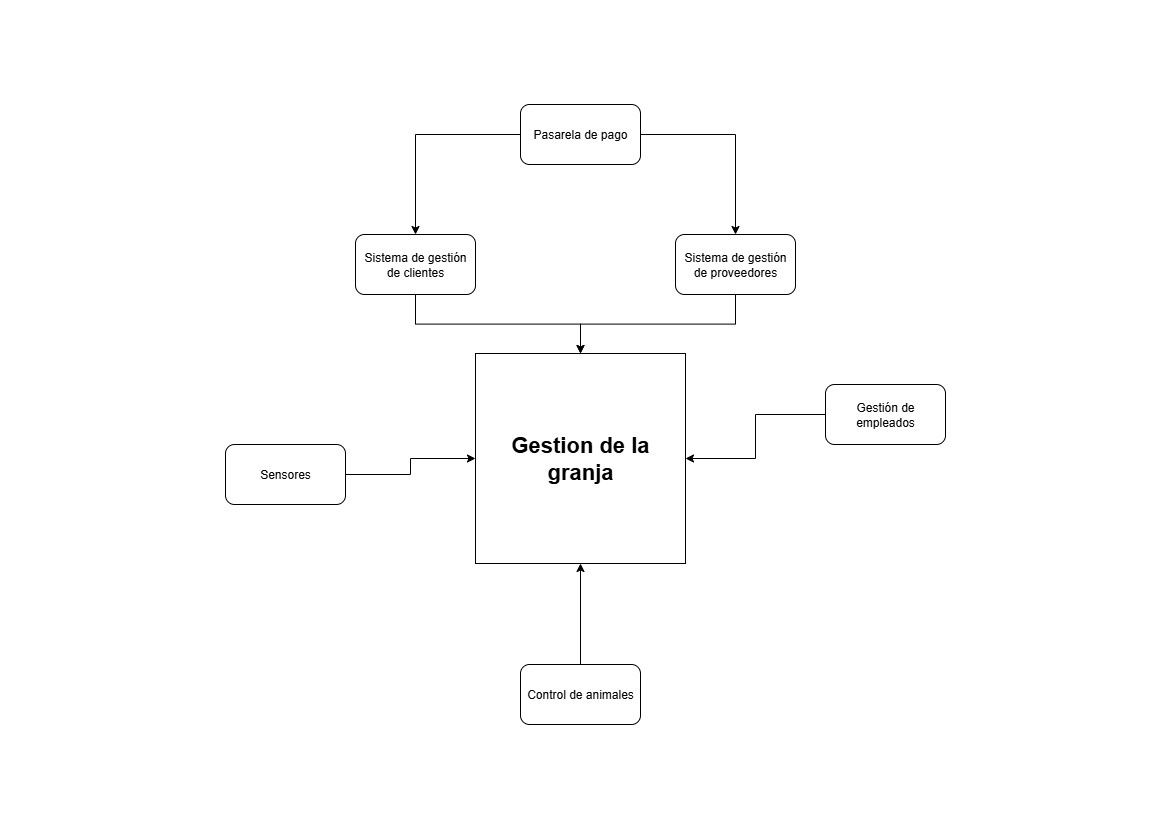 Pasarela de pago
Sistema de gestión
de clientes
Sistema de gestión
de proveedores
Gestión de
empleados
Gestion de la
granja
Sensores
Control de animales